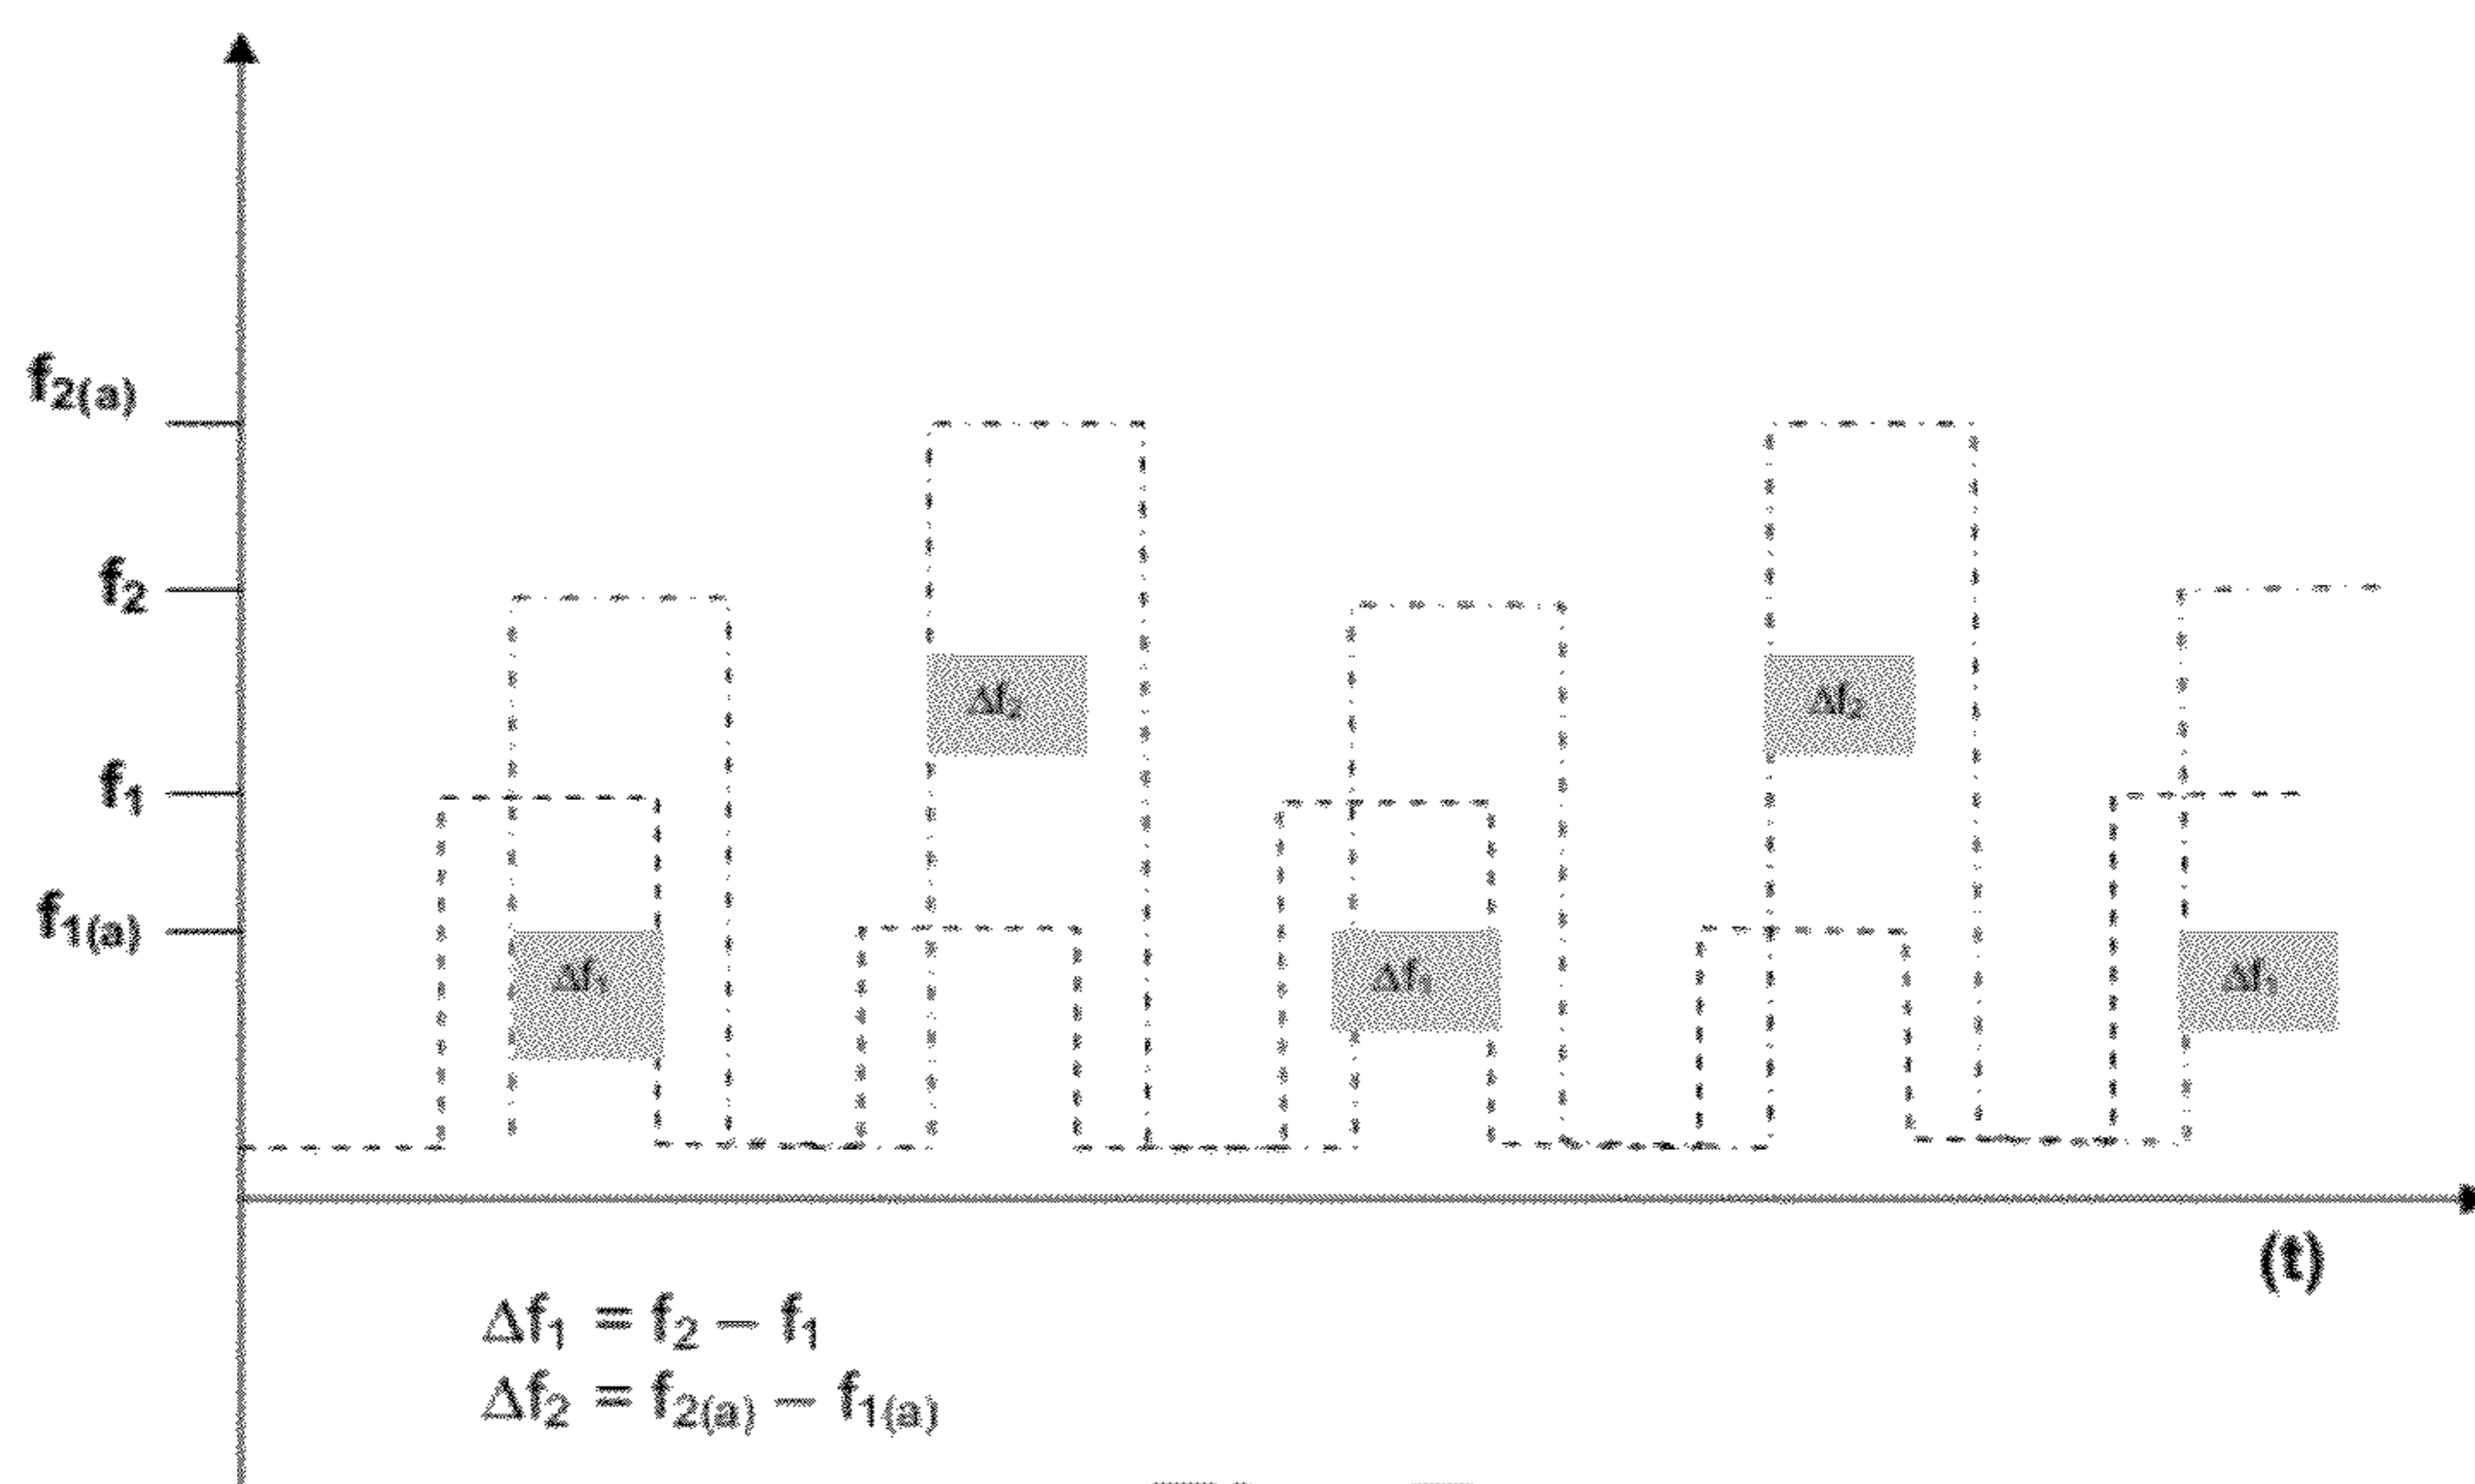 f₂₍ₐ₎
f₂
f₁
f₁₍ₐ₎
Δf₂
Δf₂
Δf₁
Δf₁
Δf₁
(t)
Δf₁ = f₂ – f₁
Δf₂ = f₂₍ₐ₎ – f₁₍ₐ₎